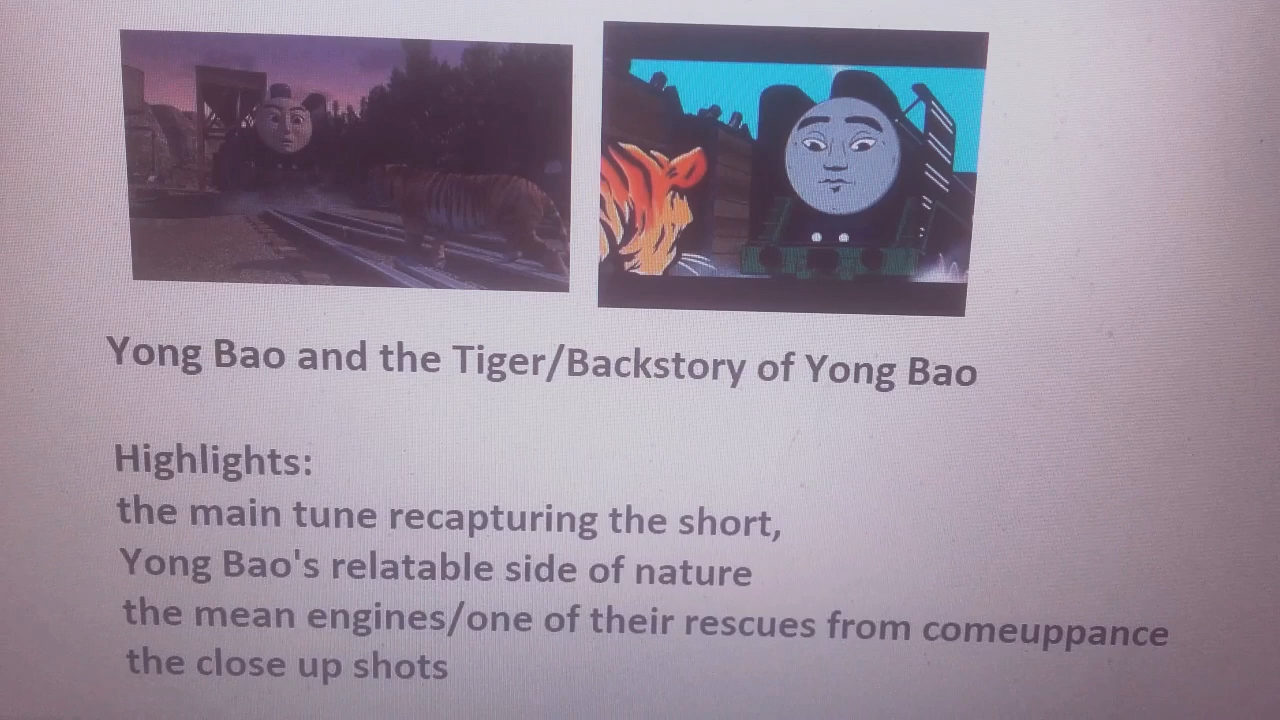 Yong Bao and the Tiger/Backstory of Yong Bao
Highlights:
the main tune recapturing the short,
Yong Bao's relatable side of nature
the mean engines/one of their rescues from comeuppance
the close up shots